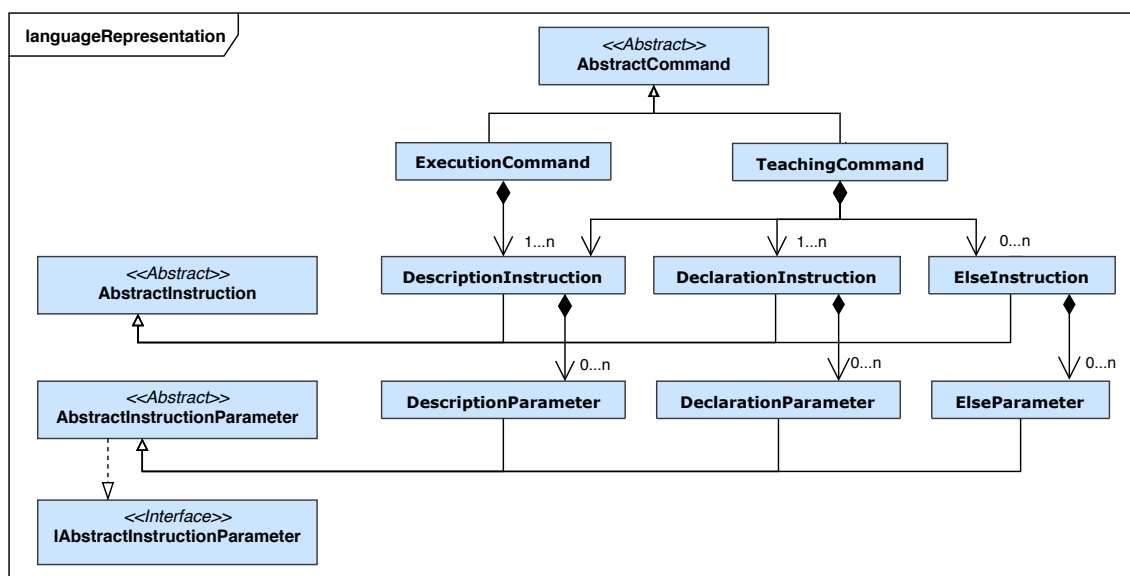 languageRepresentation
<<Abstract>>
AbstractCommand
ExecutionCommand
TeachingCommand
1...n
1...n
0...n
<<Abstract>>
AbstractInstruction
DescriptionInstruction
DeclarationInstruction
ElseInstruction
0...n
0...n
0...n
<<Abstract>>
AbstractInstructionParameter
DescriptionParameter
DeclarationParameter
ElseParameter
<<Interface>>
IAbstractInstructionParameter